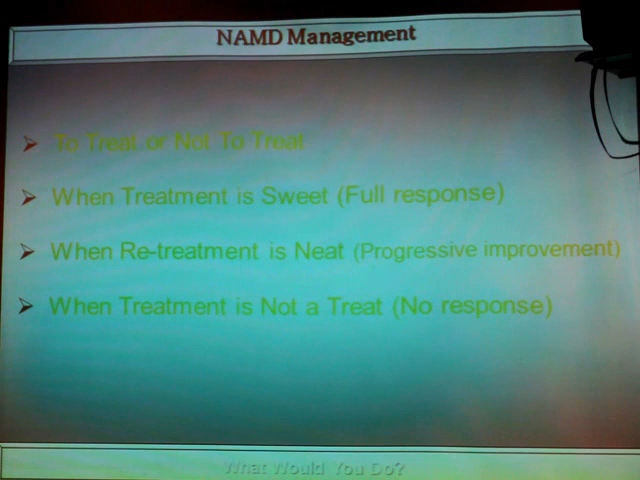 NAMD Management
To Treat or Not To Treat
When Treatment is Sweet (Full response)
When Re-treatment is Neat (Progressive improvement)
When Treatment is Not a Treat (No response)
What Would You Do?